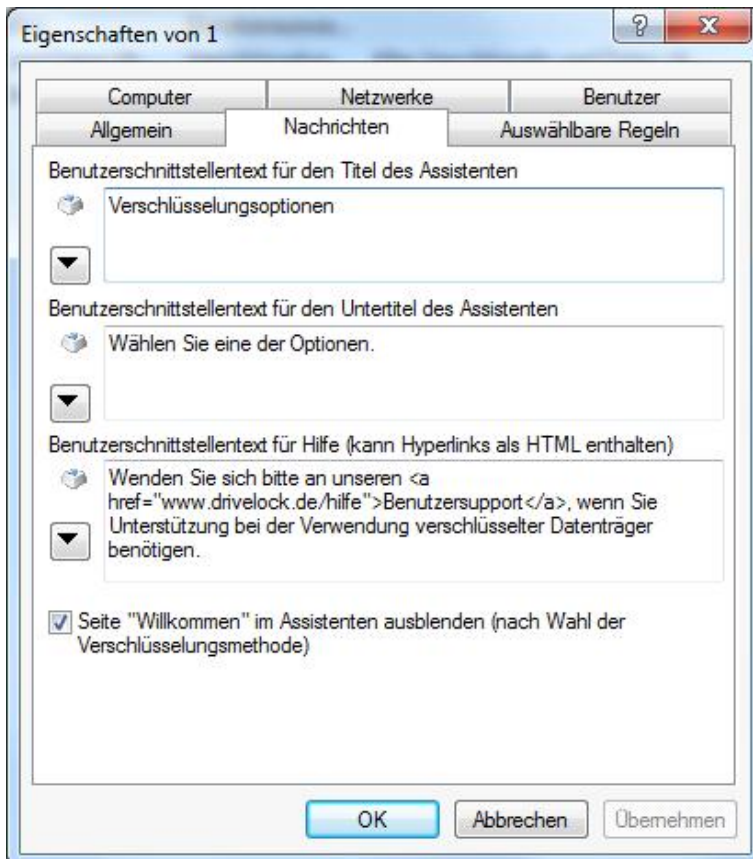 Eigenschaften von 1
Computer
Netzwerke
Benutzer
Allgemein
Nachrichten
Auswählbare Regeln
Benutzerschnittstellentext für den Titel des Assistenten
Verschlüsselungsoptionen
Benutzerschnittstellentext für den Untertitel des Assistenten
Wählen Sie eine der Optionen.
Benutzerschnittstellentext für Hilfe (kann Hyperlinks als HTML enthalten)
Wenden Sie sich bitte an unseren <a
href="www.drivelock.de/hilfe">Benutzersupport</a>, wenn Sie
Unterstützung bei der Verwendung verschlüsselter Datenträger
benötigen.
Seite "Willkommen" im Assistenten ausblenden (nach Wahl der
Verschlüsselungsmethode)
OK
Abbrechen
Übernehmen